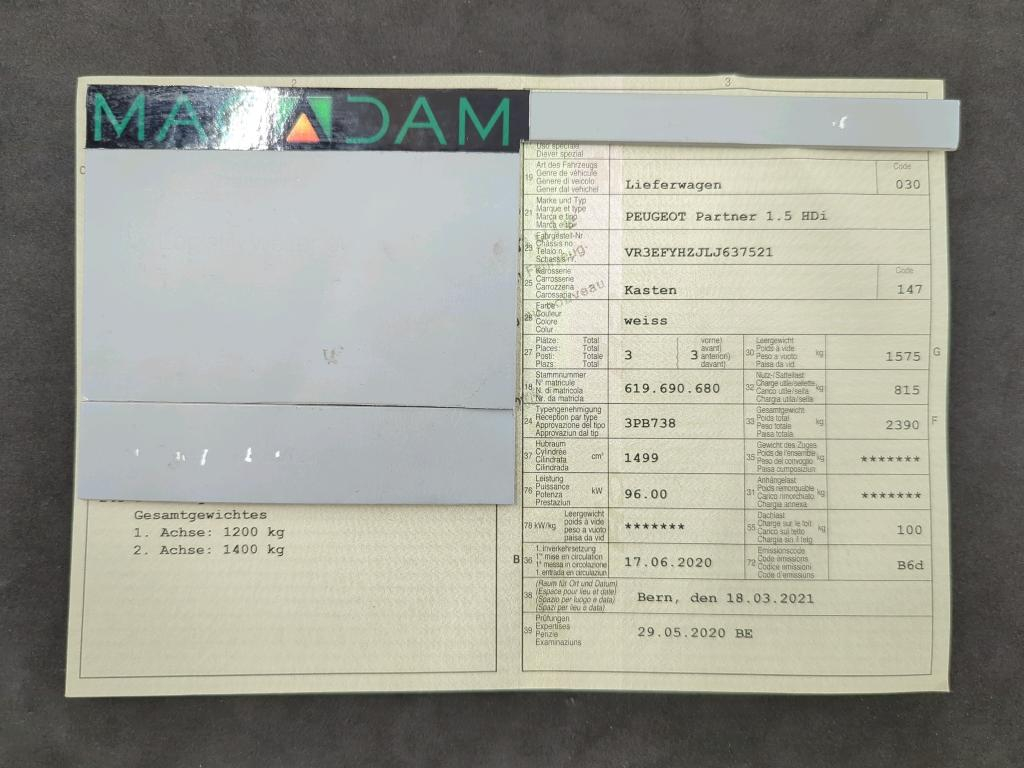 2
3
MACADAM
Uso speciale
Diever spezial
19 Art des Fahrzeugs
Genre de véhicule
Genere di veicolo
Gener dal vehichel
Lieferwagen
Code
030
21 Marke und Typ
Marque et type
Marca e tipo
Marca e tip
PEUGEOT Partner 1.5 HDi
23 Fahrgestell-Nr.
Châssis no
Telaio n.
Schassis nr.
VR3EFYHZJLJ637521
25 Karosserie
Carrosserie
Carrozzeria
Carossaria
Kasten
Code
147
26 Farbe
Couleur
Colore
Colur
weiss
27 Plätze: Total
Places: Total
Posti: Totale
Plazs: Total
3
vorne)
avant)
anteriori)
davant)
3
30 Leergewicht
Poids à vide
Peso a vuoto
Paisa da vid
kg
1575
G
18 Stammnummer
N° matricule
N. di matricola
Nr. da matricla
619.690.680
32 Nutz-/Sattellast
Charge utile/sellette
Carico utile/sella
Chargia utila/sella
kg
815
24 Typengenehmigung
Réception par type
Approvazione del tipo
Approvaziun dal tip
3PB738
33 Gesamtgewicht
Poids total
Peso totale
Paisa totala
kg
2390
F
37 Hubraum
Cylindrée
Cilindrata
Cilindrada
cm³
1499
35 Gewicht des Zuges
Poids de l'ensemble
Peso del convoglio
Paisa cumposiziun
kg
*******
76 Leistung
Puissance
Potenza
Prestaziun
kW
96.00
31 Anhängelast
Poids remorquable
Carico rimorchiato
Chargia annexa
kg
*******
78 kW/kg
Leergewicht
poids à vide
peso a vuoto
paisa da vid
*******
55 Dachlast
Charge sur le toit
Carico sul tetto
Chargia sin il tetg
kg
100
B 36 1. Inverkehrsetzung
1re mise en circulation
1a messa in circolazione
1. entrada en circulaziun
17.06.2020
72 Emissionscode
Code émissions
Codice emissioni
Code d'emissiuns
B6d
38 (Raum für Ort und Datum)
(Espace pour lieu et date)
(Spazio per luogo e data)
(Spazi per lieu e data)
Bern, den 18.03.2021
39 Prüfungen
Expertises
Perizie
Examinaziuns
29.05.2020 BE
Gesamtgewichtes
1. Achse: 1200 kg
2. Achse: 1400 kg